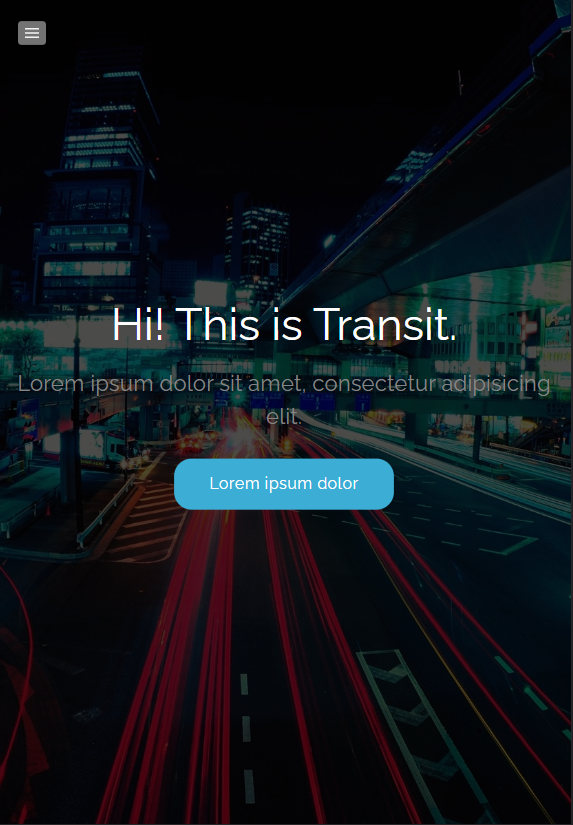 Hi! This is Transit.
Lorem ipsum dolor sit amet, consectetur adipisicing
elit.
Lorem ipsum dolor